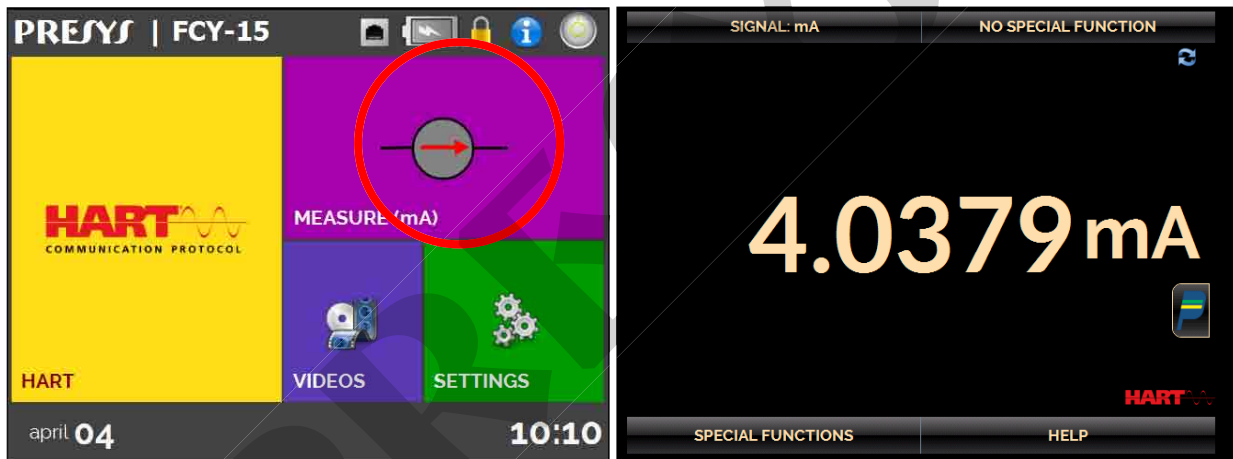 PRESYS | FCY-15
HART
COMMUNICATION PROTOCOL
MEASURE (mA)
HART
VIDEOS
SETTINGS
april 04
10:10
SIGNAL: mA
NO SPECIAL FUNCTION
4.0379 mA
HART
SPECIAL FUNCTIONS
HELP